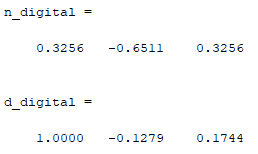 n_digital =
0.3256 -0.6511 0.3256
d_digital =
1.0000 -0.1279 0.1744